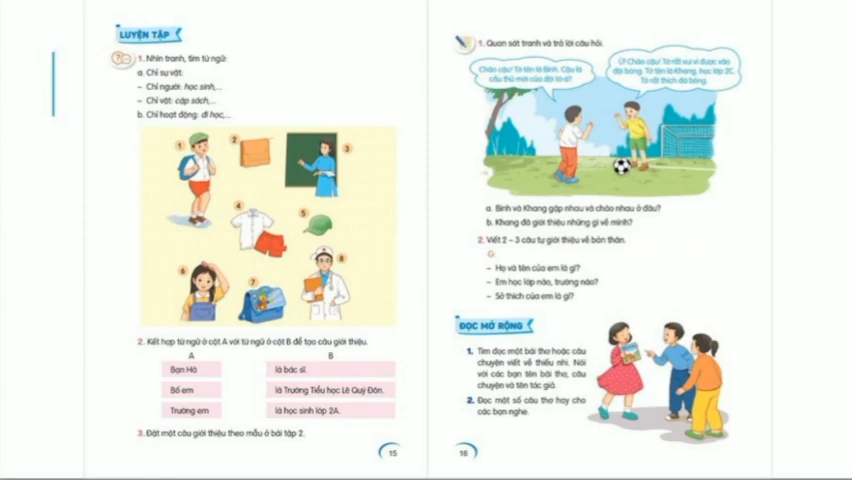 LUYỆN TẬP
1. Nhìn tranh, tìm từ ngữ:
a. Chỉ sự vật:
– Chỉ người: học sinh,...
– Chỉ vật: cặp sách,...
b. Chỉ hoạt động: đi học,...
1
2
3
4
5
6
7
8
2. Kết hợp từ ngữ ở cột A với từ ngữ ở cột B để tạo câu giới thiệu.
A B
Bạn Hà là bác sĩ.
Bố em là Trường Tiểu học Lê Quý Đôn.
Trường em là học sinh lớp 2A.
3. Đặt một câu giới thiệu theo mẫu ở bài tập 2.
15
1. Quan sát tranh và trả lời câu hỏi.
Chào cậu! Tớ tên là Bình. Cậu là
cầu thủ mới của đội tớ à?
Ừ! Chào cậu! Tớ rất vui vì được vào
đội bóng. Tớ tên là Khang, học lớp 2C.
Tớ rất thích đá bóng.
a. Bình và Khang gặp nhau và chào nhau ở đâu?
b. Khang đã giới thiệu những gì về mình?
2. Viết 2 – 3 câu tự giới thiệu về bản thân.
G:
– Họ và tên của em là gì?
– Em học lớp nào, trường nào?
– Sở thích của em là gì?
ĐỌC MỞ RỘNG
1. Tìm đọc một bài thơ hoặc câu
chuyện viết về thiếu nhi. Nói
với các bạn tên bài thơ, câu
chuyện và tên tác giả.
2. Đọc một số câu thơ hay cho
các bạn nghe.
16